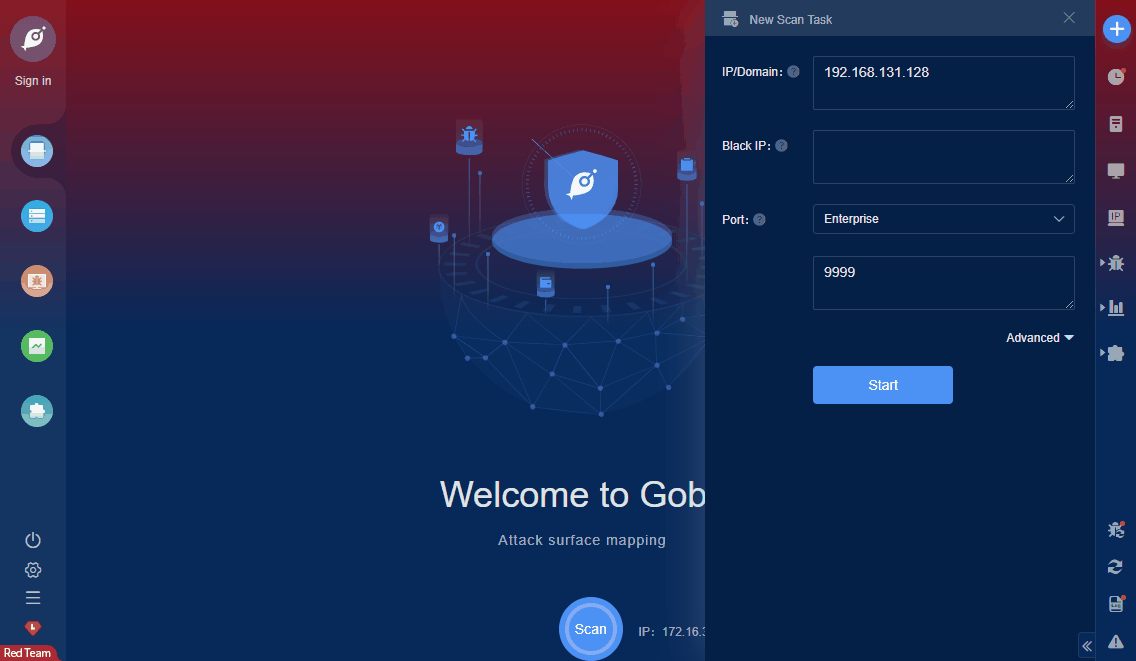 New Scan Task
Sign in
IP/Domain:
192.168.131.128
Black IP:
Port:
Enterprise
9999
Advanced
Start
Welcome to Gob
Attack surface mapping
Scan
IP: 172.16.3
Red Team
IP
LOG